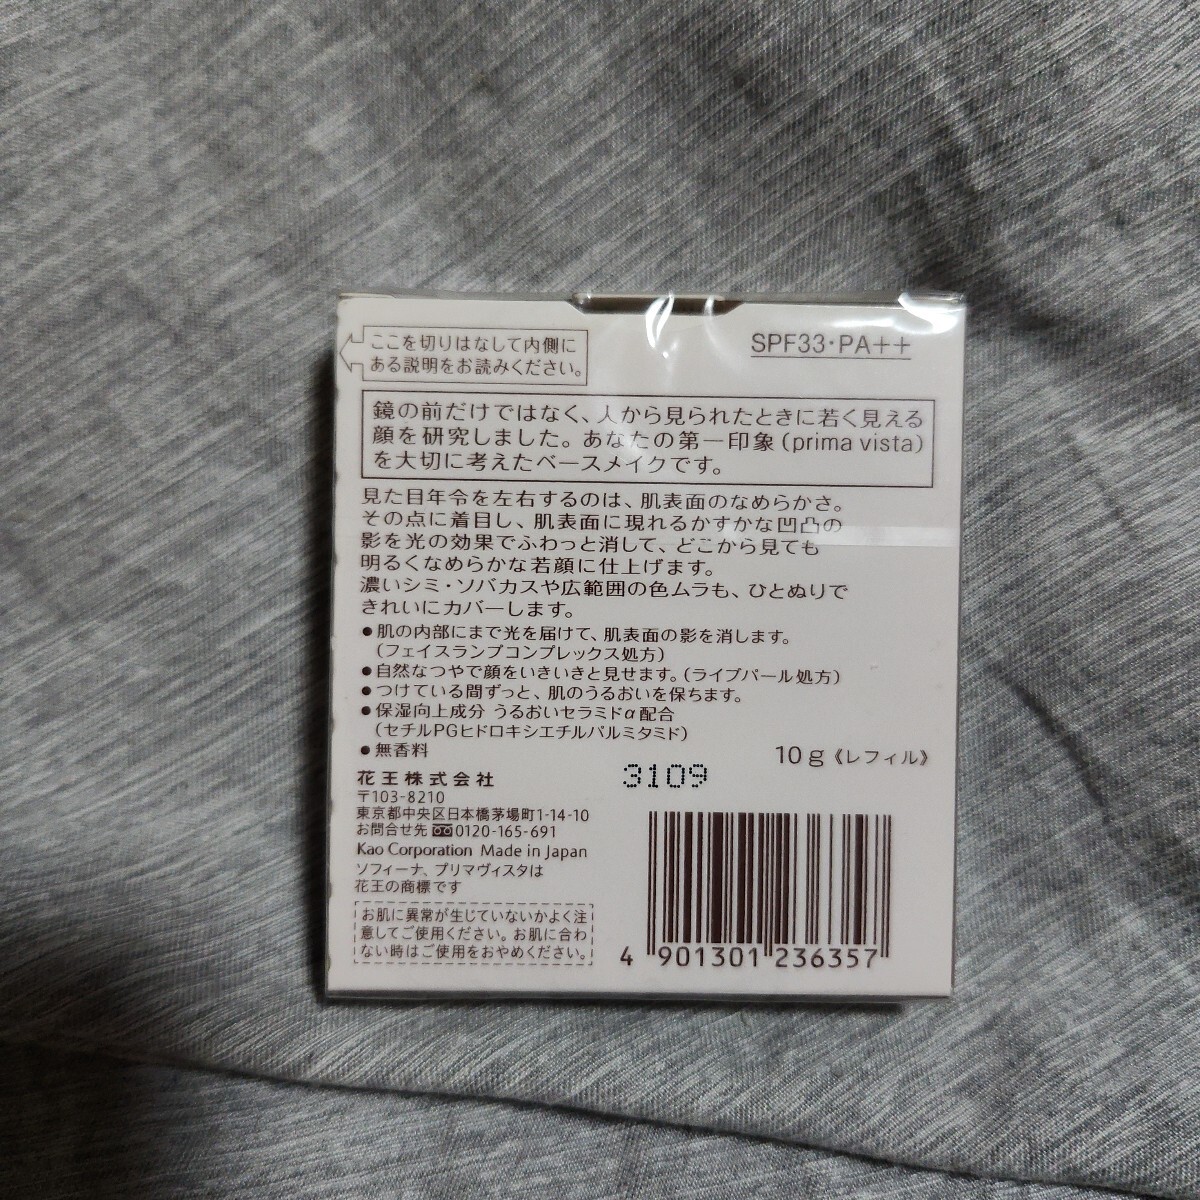 ここを切りはなして内側に
ある説明をお読みください。
SPF33・PA++
鏡の前だけではなく、人から見られたときに若く見える
顔を研究しました。あなたの第一印象(prima vista)
を大切に考えたベースメイクです。
見た目年令を左右するのは、肌表面のなめらかさ。
その点に着目し、肌表面に現れるかすかな凹凸の
影を光の効果でふわっと消して、どこから見ても
明るくなめらかな若顔に仕上げます。
濃いシミ・ソバカスや広範囲の色ムラも、ひとぬりで
きれいにカバーします。
●肌の内部にまで光を届けて、肌表面の影を消します。
(フェイスランプコンプレックス処方)
●自然なつやで顔をいきいきと見せます。(ライブパール処方)
●つけている間ずっと、肌のうるおいを保ちます。
●保湿向上成分 うるおいセラミドα配合
(セチルPGヒドロキシエチルパルミタミド)
●無香料
10g《レフィル》
花王株式会社
3109
〒103-8210
東京都中央区日本橋茅場町1-14-10
お問合せ先 0120-165-691
Kao Corporation Made in Japan
ソフィーナ、プリマヴィスタは
花王の商標です
お肌に異常が生じていないかよく注
意してご使用ください。お肌に合わ
ない時はご使用をおやめください。
4 901301 236357